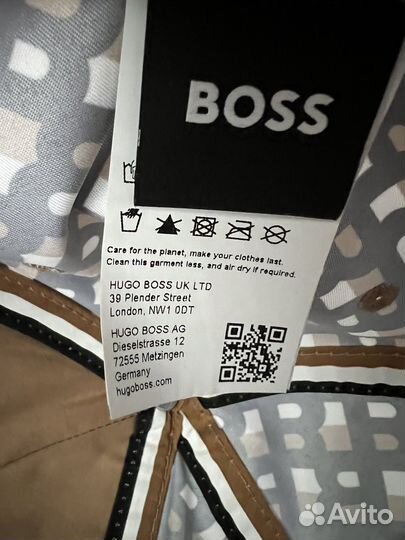 BOSS
Care for the planet, make your clothes last.
Clean this garment less, and air dry if required.
HUGO BOSS UK LTD
39 Plender Street
London, NW1 0DT
HUGO BOSS AG
Dieselstrasse 12
72555 Metzingen
Germany
hugoboss.com
Avito